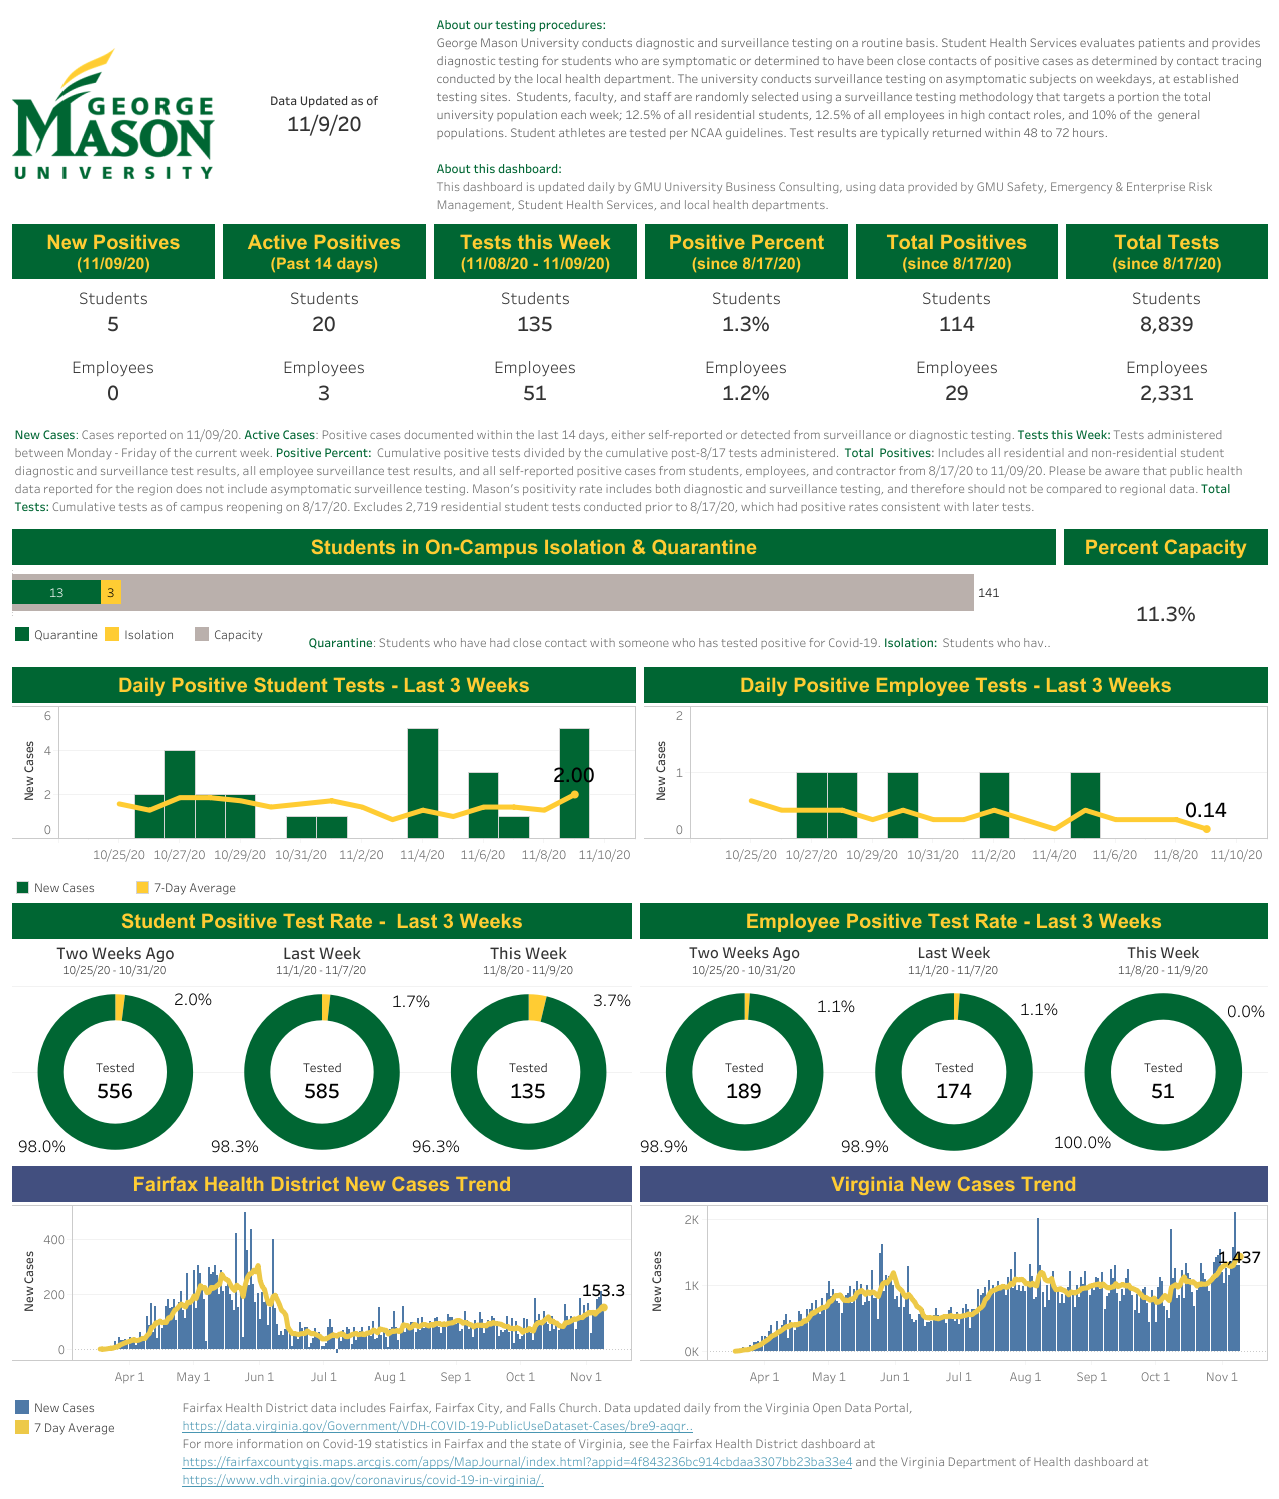 About our testing procedures:
George Mason University conducts diagnostic and surveillance testing on a routine basis. Student Health Services evaluates patients and provides
diagnostic testing for students who are symptomatic or determined to have been close contacts of positive cases as determined by contact tracing
conducted by the local health department. The university conducts surveillance testing on asymptomatic subjects on weekdays, at established
testing sites.  Students, faculty, and staff are randomly selected using a surveillance testing methodology that targets a portion the total
university population each week; 12.5% of all residential students, 12.5% of all employees in high contact roles, and 10% of the  general
populations. Student athletes are tested per NCAA guidelines. Test results are typically returned within 48 to 72 hours.
GEORGE
MASON
UNIVERSITY
Data Updated as of
11/9/20
About this dashboard:
This dashboard is updated daily by GMU University Business Consulting, using data provided by GMU Safety, Emergency & Enterprise Risk
Management, Student Health Services, and local health departments.
New Positives Active Positives Tests this Week Positive Percent Total Positives Total Tests
(11/09/20) (Past 14 days) (11/08/20 - 11/09/20) (since 8/17/20) (since 8/17/20) (since 8/17/20)
Students Students Students Students Students Students
5 20 135 1.3% 114 8,839
Employees Employees Employees Employees Employees Employees
0 3 51 1.2% 29 2,331
New Cases: Cases reported on 11/09/20. Active Cases: Positive cases documented within the last 14 days, either self-reported or detected from surveillance or diagnostic testing. Tests this Week: Tests administered
between Monday - Friday of the current week. Positive Percent:  Cumulative positive tests divided by the cumulative post-8/17 tests administered.  Total  Positives: Includes all residential and non-residential student
diagnostic and surveillance test results, all employee surveillance test results, and all self-reported positive cases from students, employees, and contractor from 8/17/20 to 11/09/20. Please be aware that public health
data reported for the region does not include asymptomatic surveillence testing. Mason's positivity rate includes both diagnostic and surveillance testing, and therefore should not be compared to regional data. Total
Tests: Cumulative tests as of campus reopening on 8/17/20. Excludes 2,719 residential student tests conducted prior to 8/17/20, which had positive rates consistent with later tests.
Students in On-Campus Isolation & Quarantine Percent Capacity
13 3 141
11.3%
Quarantine Isolation Capacity
Quarantine: Students who have had close contact with someone who has tested positive for Covid-19. Isolation:  Students who hav..
Daily Positive Student Tests - Last 3 Weeks
New Cases
6
4
2
0
2.00
10/25/20 10/27/20 10/29/20 10/31/20 11/2/20 11/4/20 11/6/20 11/8/20 11/10/20
Daily Positive Employee Tests - Last 3 Weeks
New Cases
2
1
0
0.14
10/25/20 10/27/20 10/29/20 10/31/20 11/2/20 11/4/20 11/6/20 11/8/20 11/10/20
New Cases 7-Day Average
Student Positive Test Rate -  Last 3 Weeks
Two Weeks Ago Last Week This Week
10/25/20 - 10/31/20 11/1/20 - 11/7/20 11/8/20 - 11/9/20
2.0% 1.7% 3.7%
Tested Tested Tested
556 585 135
98.0% 98.3% 96.3%
Employee Positive Test Rate - Last 3 Weeks
Two Weeks Ago Last Week This Week
10/25/20 - 10/31/20 11/1/20 - 11/7/20 11/8/20 - 11/9/20
1.1% 1.1% 0.0%
Tested Tested Tested
189 174 51
98.9% 98.9% 100.0%
Fairfax Health District New Cases Trend
New Cases
400
200
0
153.3
Apr 1 May 1 Jun 1 Jul 1 Aug 1 Sep 1 Oct 1 Nov 1
Virginia New Cases Trend
New Cases
2K
1K
0K
1,437
Apr 1 May 1 Jun 1 Jul 1 Aug 1 Sep 1 Oct 1 Nov 1
New Cases
7 Day Average
Fairfax Health District data includes Fairfax, Fairfax City, and Falls Church. Data updated daily from the Virginia Open Data Portal,
https://data.virginia.gov/Government/VDH-COVID-19-PublicUseDataset-Cases/bre9-aqqr..
For more information on Covid-19 statistics in Fairfax and the state of Virginia, see the Fairfax Health District dashboard at
https://fairfaxcountygis.maps.arcgis.com/apps/MapJournal/index.html?appid=4f843236bc914cbdaa3307bb23ba33e4 and the Virginia Department of Health dashboard at
https://www.vdh.virginia.gov/coronavirus/covid-19-in-virginia/.